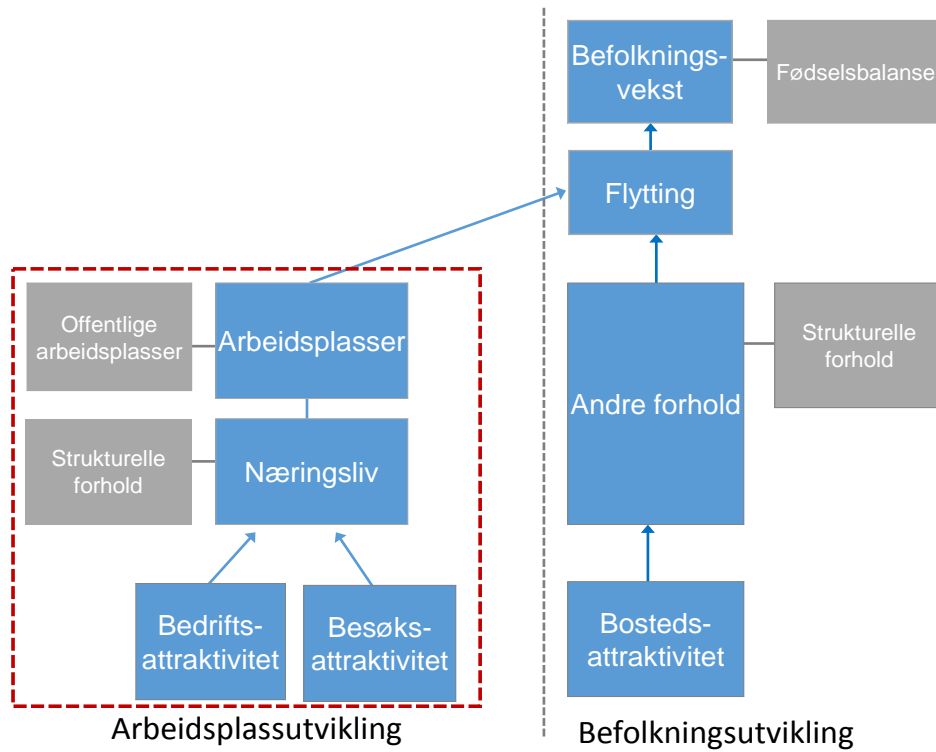 Befolknings-
vekst
Fødselsbalanse
Flytting
Offentlige
arbeidsplasser
Arbeidsplasser
Strukturelle
forhold
Andre forhold
Strukturelle
forhold
Næringsliv
Bedrifts-
attraktivitet
Besøks-
attraktivitet
Bosteds-
attraktivitet
Arbeidsplassutvikling
Befolkningsutvikling